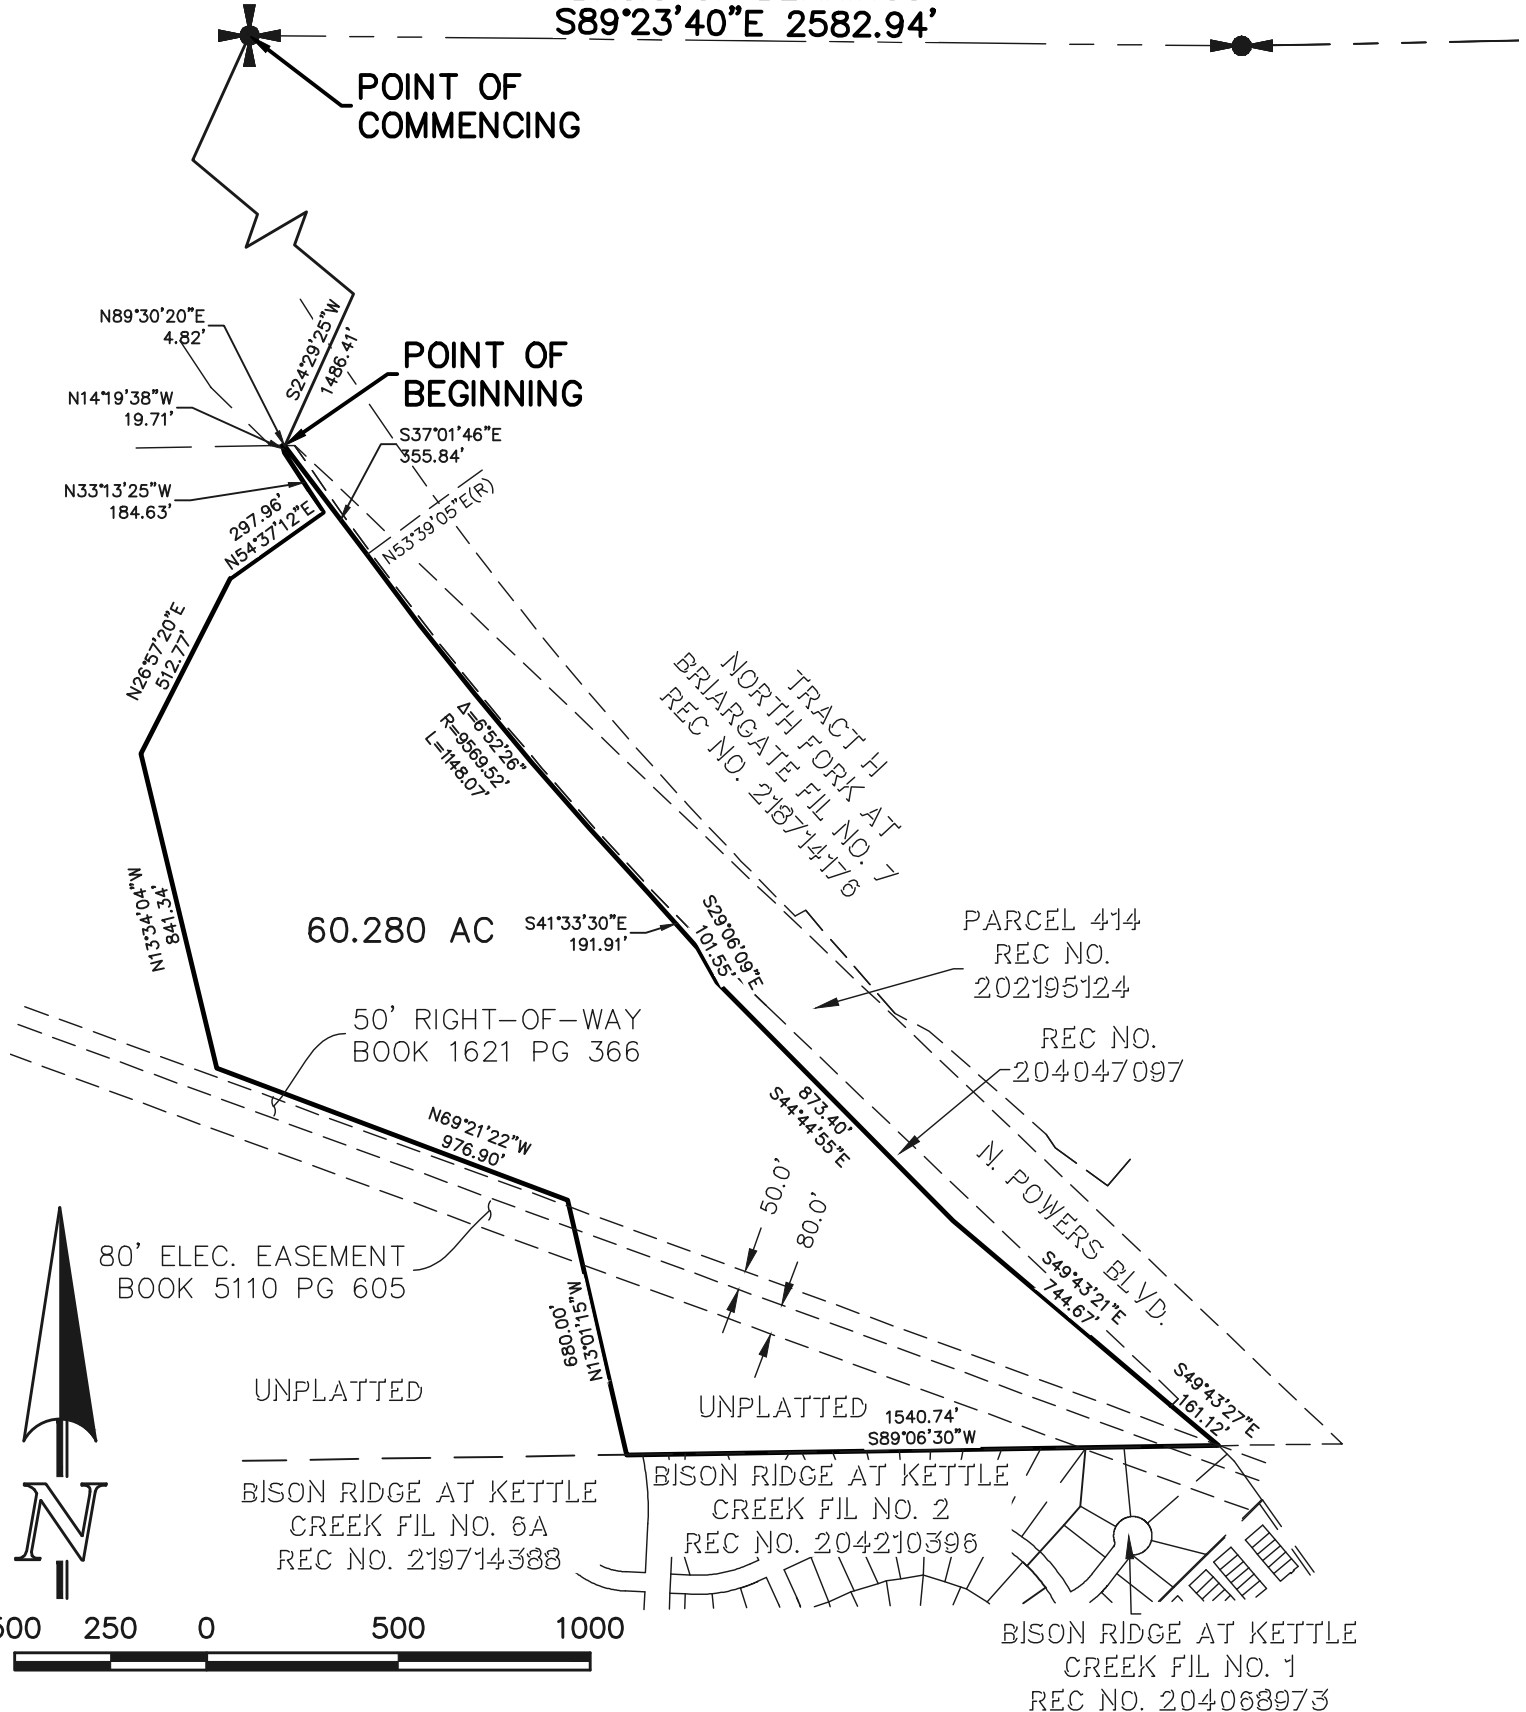 S89°23'40"E 2582.94'
POINT OF
COMMENCING
N89°30'20"E
4.82'
S24°29'25"W
1486.41'
POINT OF
BEGINNING
N14°19'38"W
19.71'
S37°01'46"E
355.84'
N33°13'25"W
184.63'
297.96'
N54°37'12"E
N53°39'05"E(R)
N26°57'20"E
512.77'
TRACT H
NORTH FORK AT
BRIARGATE FIL NO. 7
REC NO. 218714176
Δ=6°52'26"
R=9569.52'
L=1148.07'
N13°34'04"W
841.34'
60.280 AC
S41°33'30"E
191.91'
S29°06'09"E
101.55'
PARCEL 414
REC NO.
202195124
50' RIGHT-OF-WAY
BOOK 1621 PG 366
REC NO.
204047097
873.40'
S44°44'55"E
N69°21'22"W
976.90'
50.0'
80.0'
N. POWERS BLVD.
80' ELEC. EASEMENT
BOOK 5110 PG 605
S49°43'21"E
744.67'
680.00'
N13°01'15"W
UNPLATTED
UNPLATTED
S49°43'27"E
161.12'
1540.74'
S89°06'30"W
BISON RIDGE AT KETTLE
CREEK FIL NO. 6A
REC NO. 219714388
BISON RIDGE AT KETTLE
CREEK FIL NO. 2
REC NO. 204210396
N
500 250 0 500 1000
BISON RIDGE AT KETTLE
CREEK FIL NO. 1
REC NO. 204068973